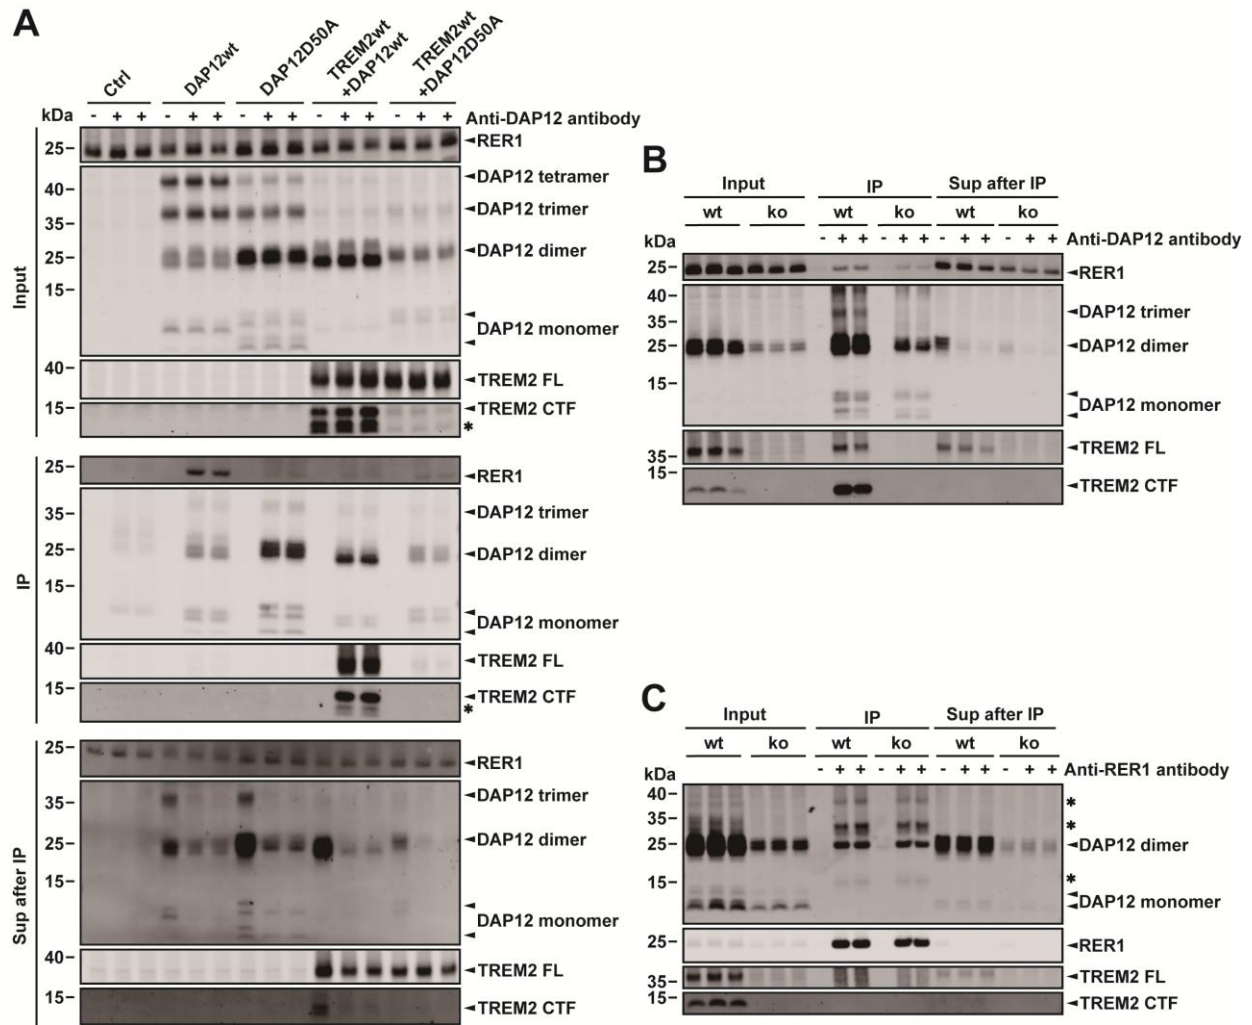 A
Ctrl
DAP12wt
DAP12D50A
TREM2wt
+DAP12wt
TREM2wt
+DAP12D50A
kDa
- + + - + + - + + - + + - + + Anti-DAP12 antibody
Input
25 RER1
40 DAP12 tetramer
35 DAP12 trimer
25 DAP12 dimer
15
DAP12 monomer
40 TREM2 FL
15 TREM2 CTF
*
IP
25 RER1
35 DAP12 trimer
25 DAP12 dimer
15
DAP12 monomer
40 TREM2 FL
15 TREM2 CTF
*
Sup after IP
25 RER1
35 DAP12 trimer
25 DAP12 dimer
15
DAP12 monomer
40 TREM2 FL
15 TREM2 CTF
B
Input IP Sup after IP
wt ko wt ko wt ko
kDa - + + - + + - + + - + + Anti-DAP12 antibody
25 RER1
40
35 DAP12 trimer
25 DAP12 dimer
15
DAP12 monomer
35 TREM2 FL
15 TREM2 CTF
C
Input IP Sup after IP
wt ko wt ko wt ko
kDa - + + - + + - + + - + + Anti-RER1 antibody
40 *
35 *
25 DAP12 dimer
15 *
DAP12 monomer
25 RER1
35 TREM2 FL
15 TREM2 CTF